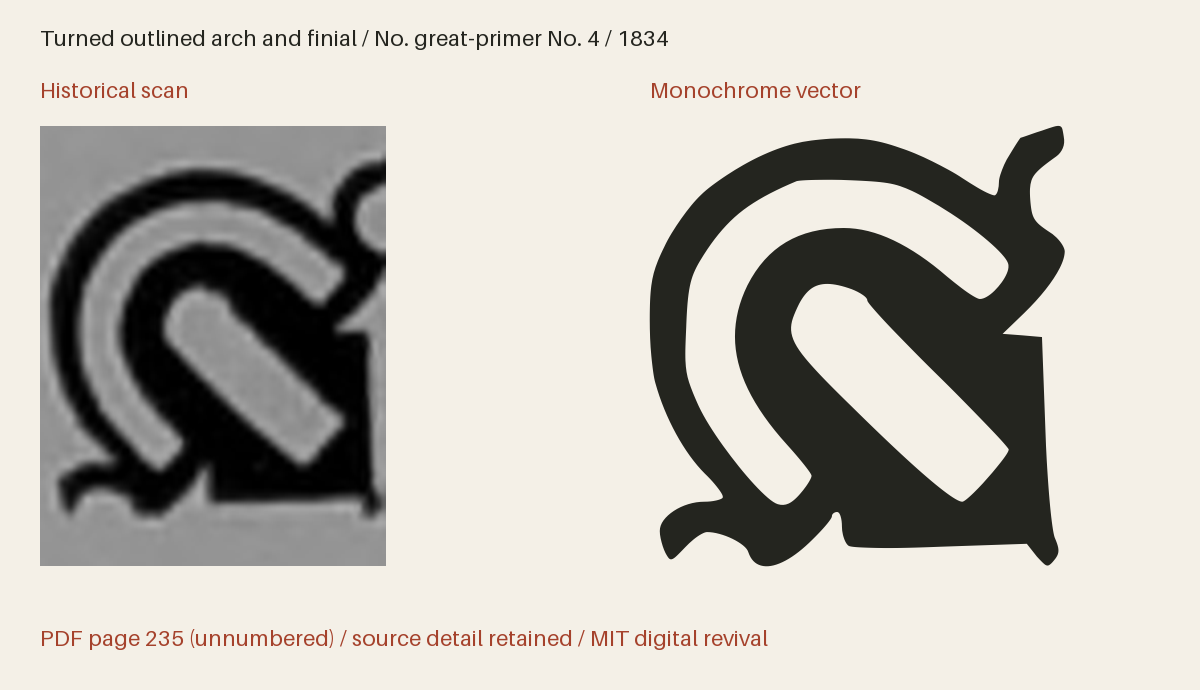 Turned outlined arch and finial / No. great-primer No. 4 / 1834
Historical scan
Monochrome vector
PDF page 235 (unnumbered) / source detail retained / MIT digital revival